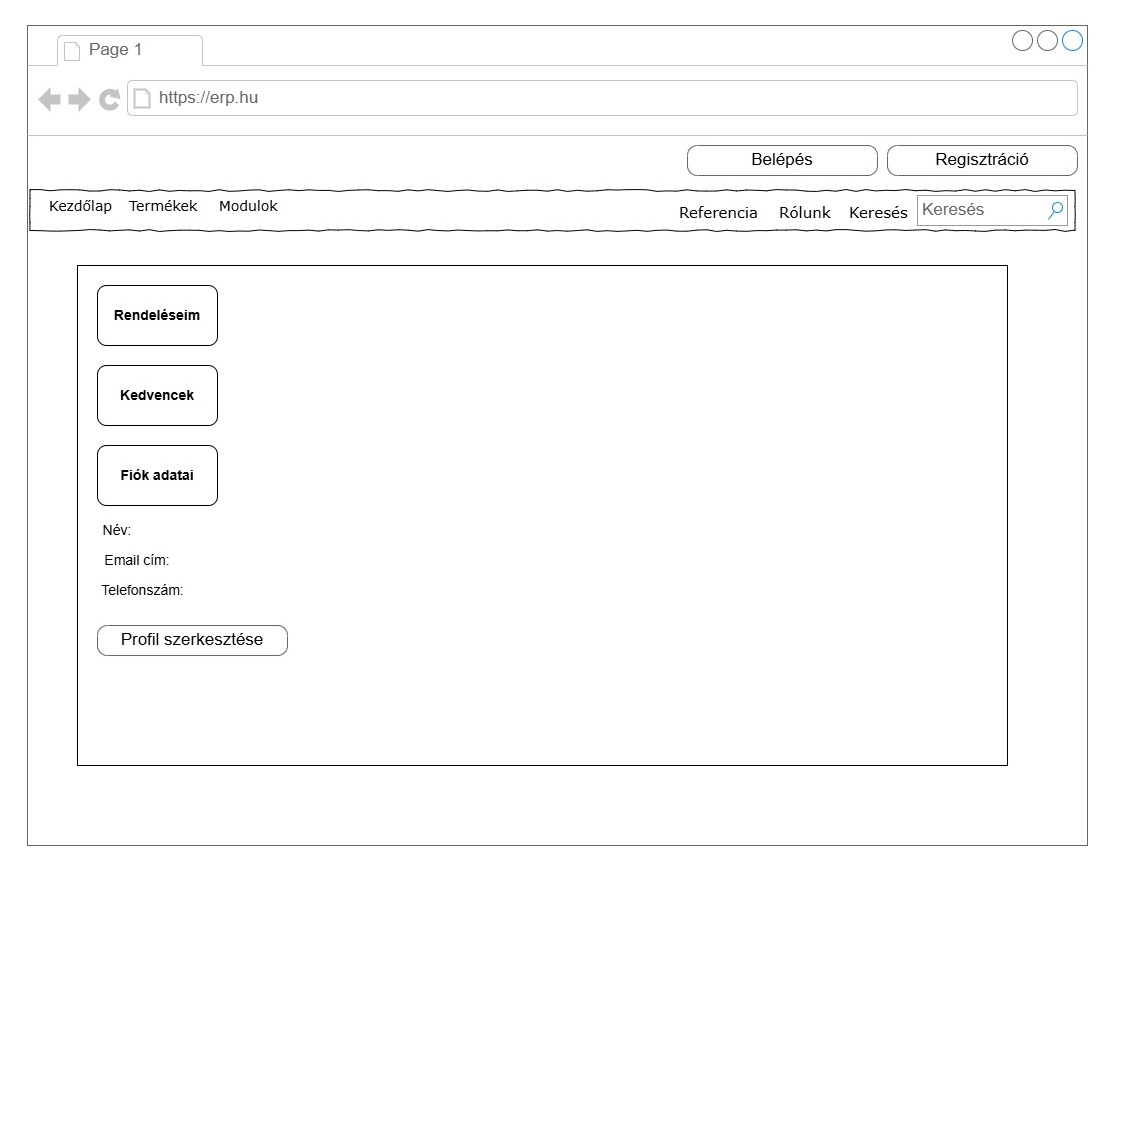 Page 1
https://erp.hu
Belépés Regisztráció
Kezdőlap Termékek Modulok Referencia Rólunk Keresés Keresés
Rendeléseim
Kedvencek
Fiók adatai
Név:
Email cím:
Telefonszám:
Profil szerkesztése